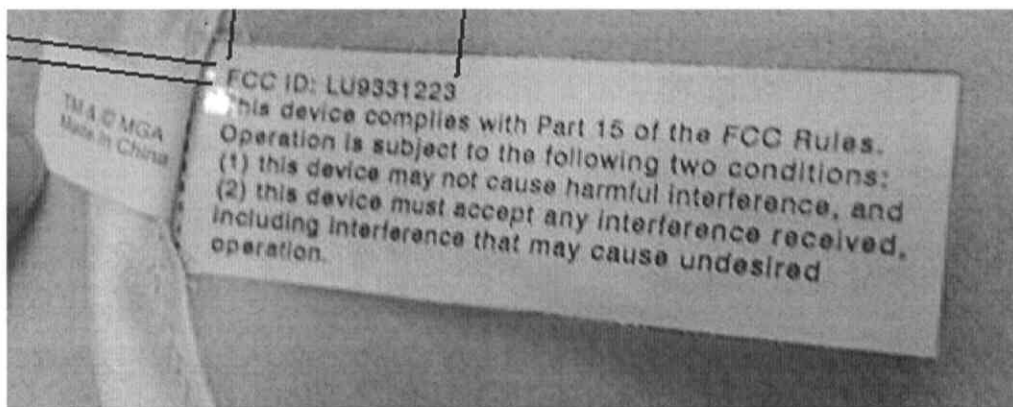 TM & © MGA
Made in China
FCC ID: LU9331223
This device complies with Part 15 of the FCC Rules.
Operation is subject to the following two conditions:
(1) this device may not cause harmful interference, and
(2) this device must accept any interference received,
including interference that may cause undesired
operation.